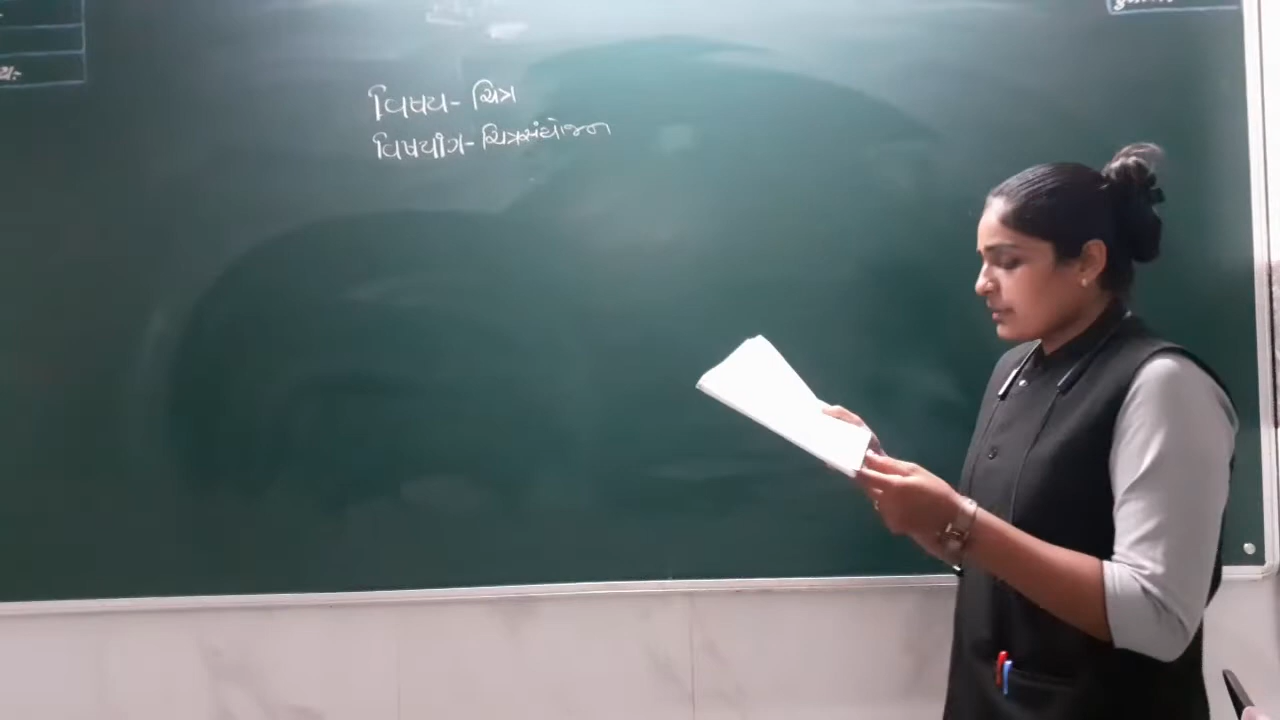 વિષય- ચિત્ર
વિષયાંગ- ચિત્રસંયોજન